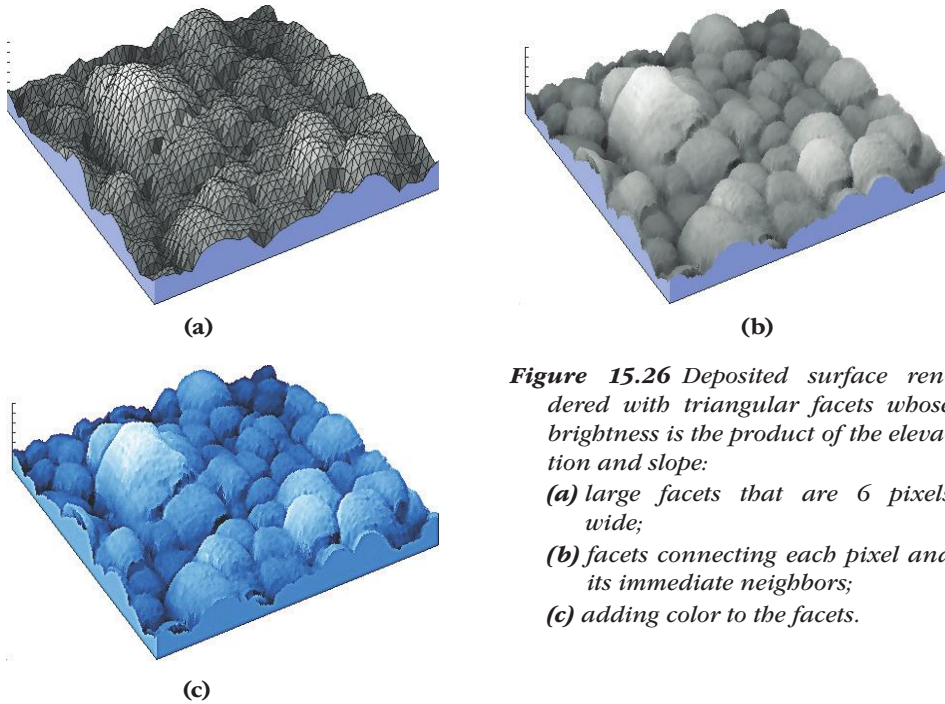 (a)
(b)
Figure 15.26 Deposited surface ren
dered with triangular facets whose
brightness is the product of the eleva
tion and slope:
(a) large facets that are 6 pixels
wide;
(b) facets connecting each pixel and
its immediate neighbors;
(c) adding color to the facets.
(c)